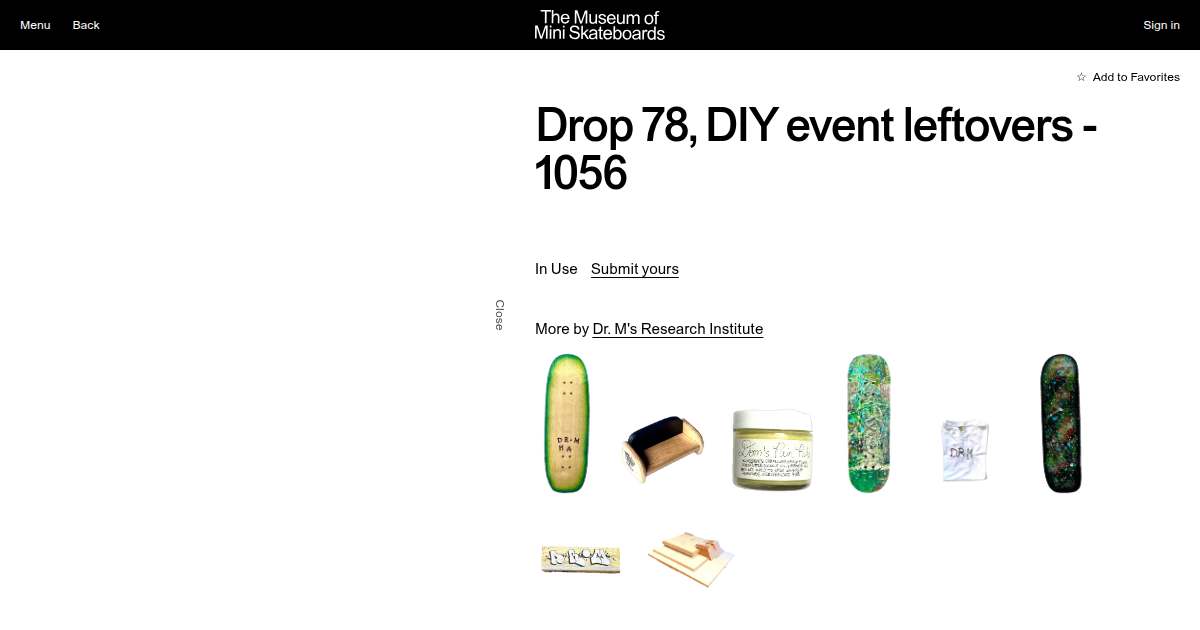 Menu
Back
The Museum of
Mini Skateboards
Sign in
☆ Add to Favorites
Drop 78, DIY event leftovers -
1056
In Use
Submit yours
Close
More by Dr. M's Research Institute
DR·M
MA
DRM